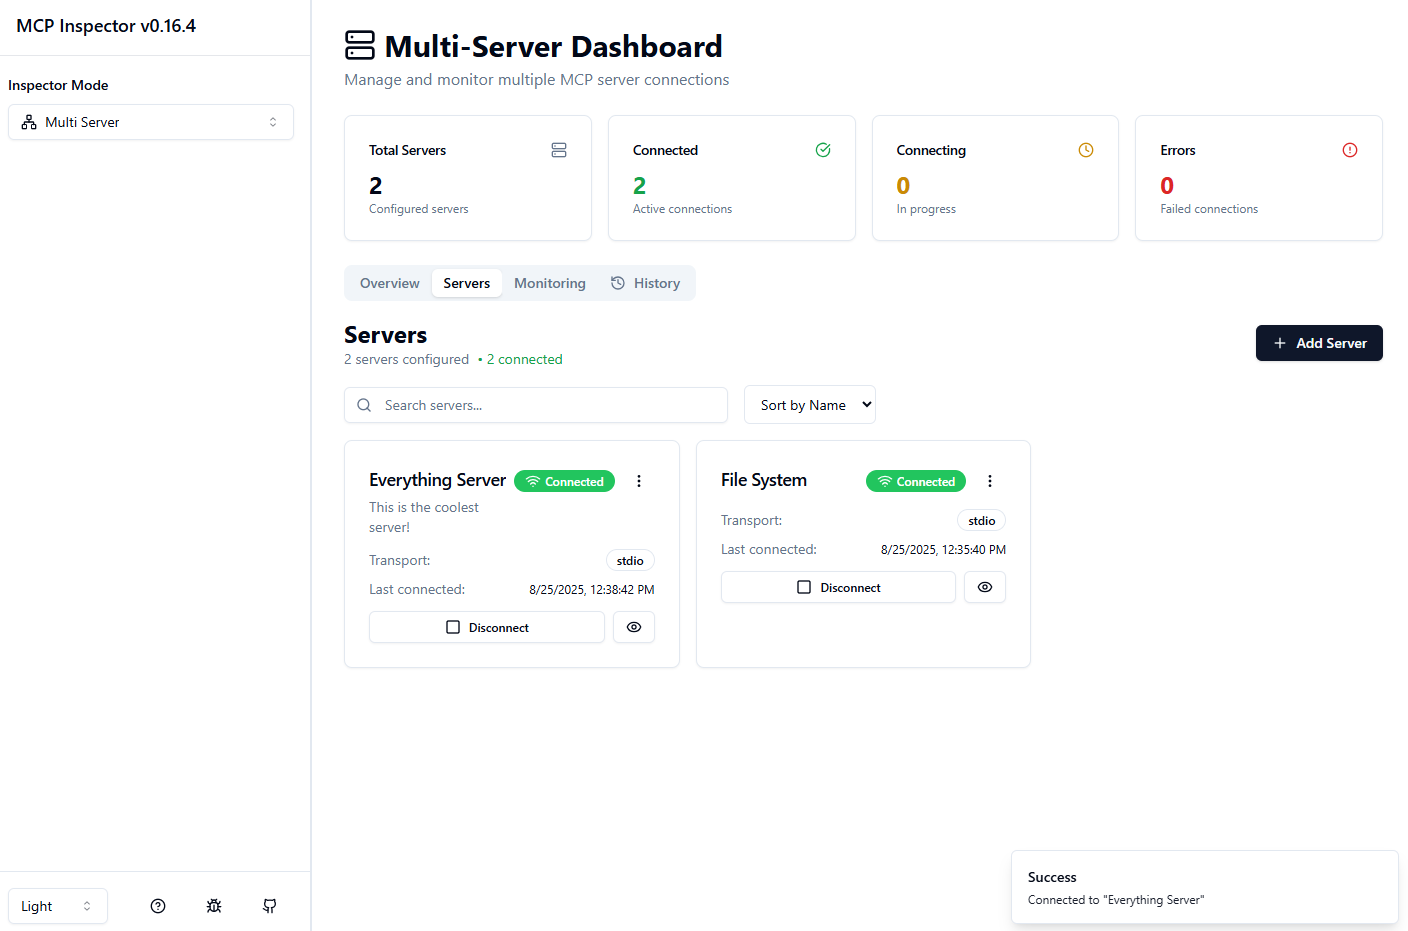 MCP Inspector v0.16.4
Inspector Mode
Multi Server
Light
Multi-Server Dashboard
Manage and monitor multiple MCP server connections
Total Servers
2
Configured servers
Connected
2
Active connections
Connecting
0
In progress
Errors
0
Failed connections
Overview Servers Monitoring History
Servers
2 servers configured • 2 connected
Add Server
Search servers...
Sort by Name
Everything Server Connected
This is the coolest
server!
Transport: stdio
Last connected: 8/25/2025, 12:38:42 PM
Disconnect
File System Connected
Transport: stdio
Last connected: 8/25/2025, 12:35:40 PM
Disconnect
Success
Connected to "Everything Server"